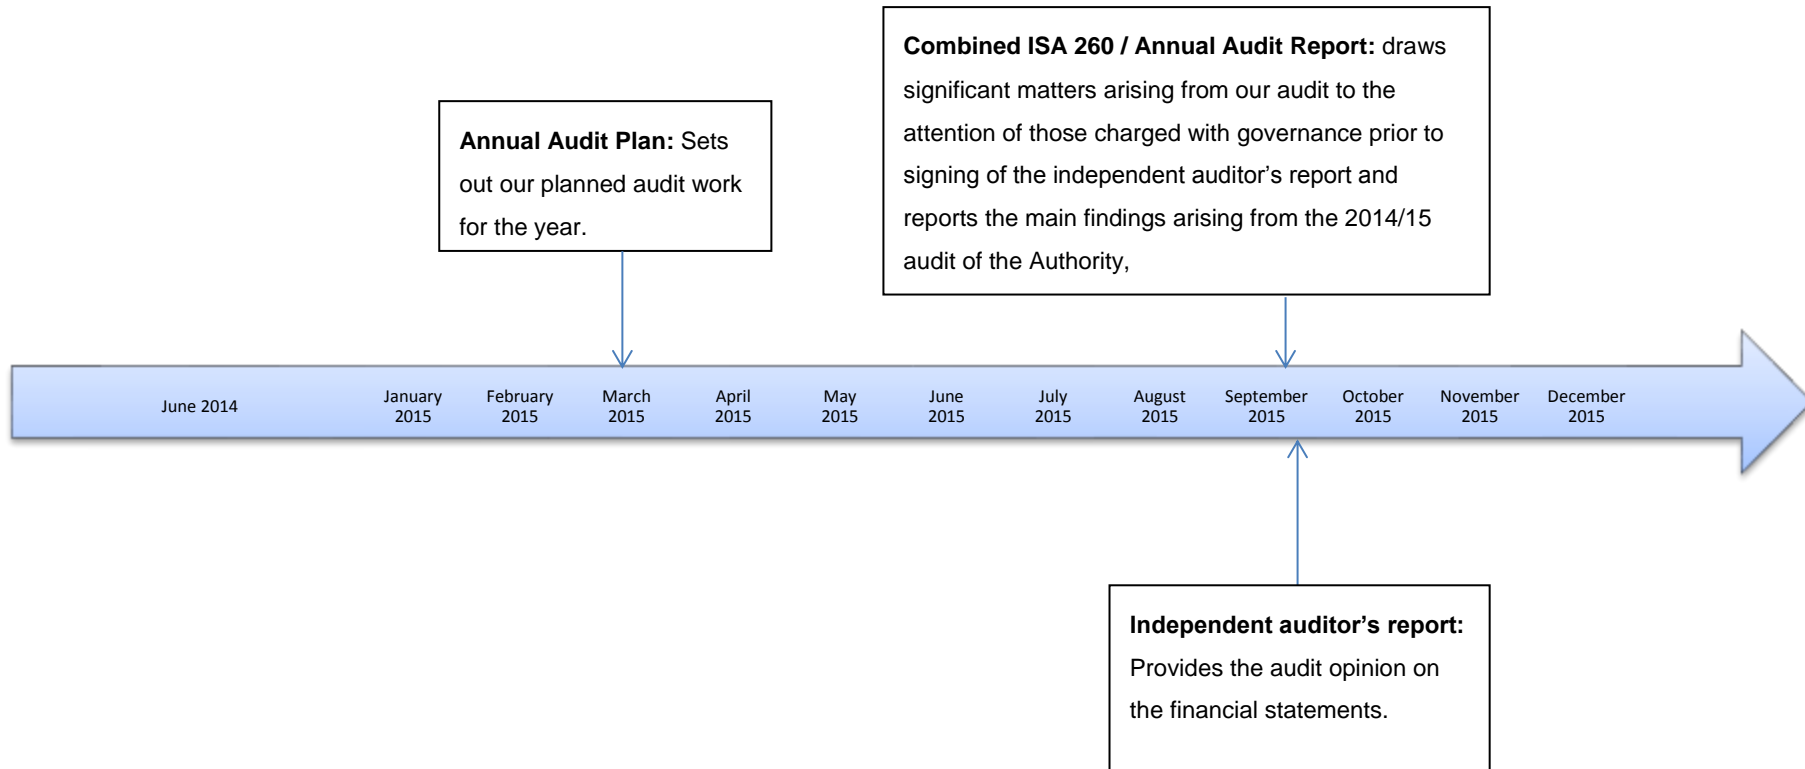 Combined ISA 260 / Annual Audit Report: draws
significant matters arising from our audit to the
attention of those charged with governance prior to
signing of the independent auditor’s report and
reports the main findings arising from the 2014/15
audit of the Authority,
Annual Audit Plan: Sets
out our planned audit work
for the year.
June 2014
January
2015
February
2015
March
2015
April
2015
May
2015
June
2015
July
2015
August
2015
September
2015
October
2015
November
2015
December
2015
Independent auditor’s report:
Provides the audit opinion on
the financial statements.